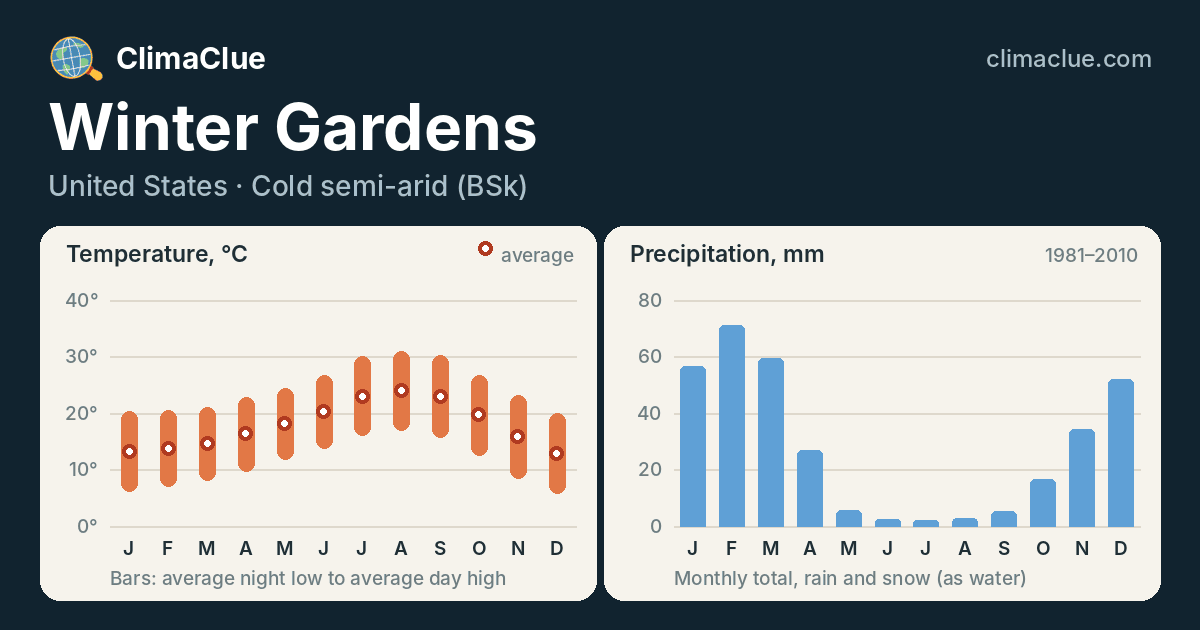 ClimaClue
climaclue.com
Winter Gardens
United States · Cold semi-arid (BSk)
Temperature, °C
average
40°
30°
20°
10°
0°
J F M A M J J A S O N D
Bars: average night low to average day high
Precipitation, mm
1981–2010
80
60
40
20
0
J F M A M J J A S O N D
Monthly total, rain and snow (as water)